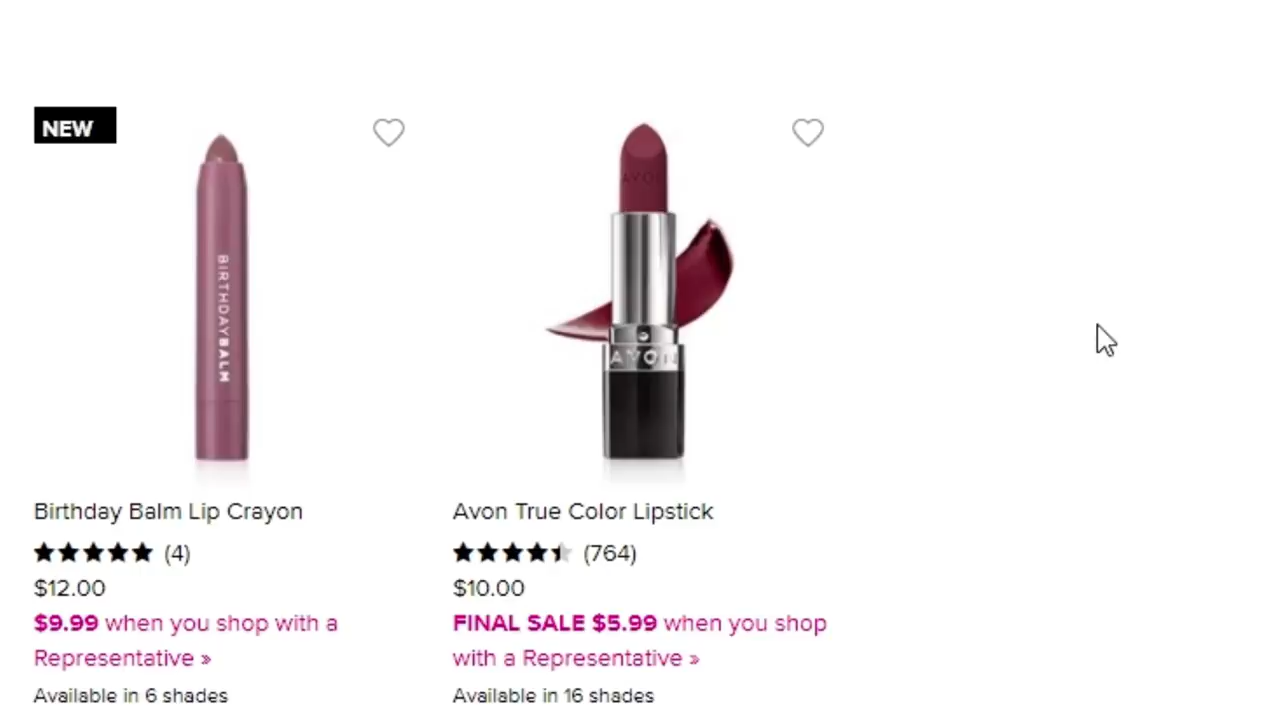 NEW
BIRTHDAYBALM
AVON
AVON
Birthday Balm Lip Crayon
(4)
$12.00
$9.99 when you shop with a
Representative »
Available in 6 shades
Avon True Color Lipstick
(764)
$10.00
FINAL SALE $5.99 when you shop
with a Representative »
Available in 16 shades